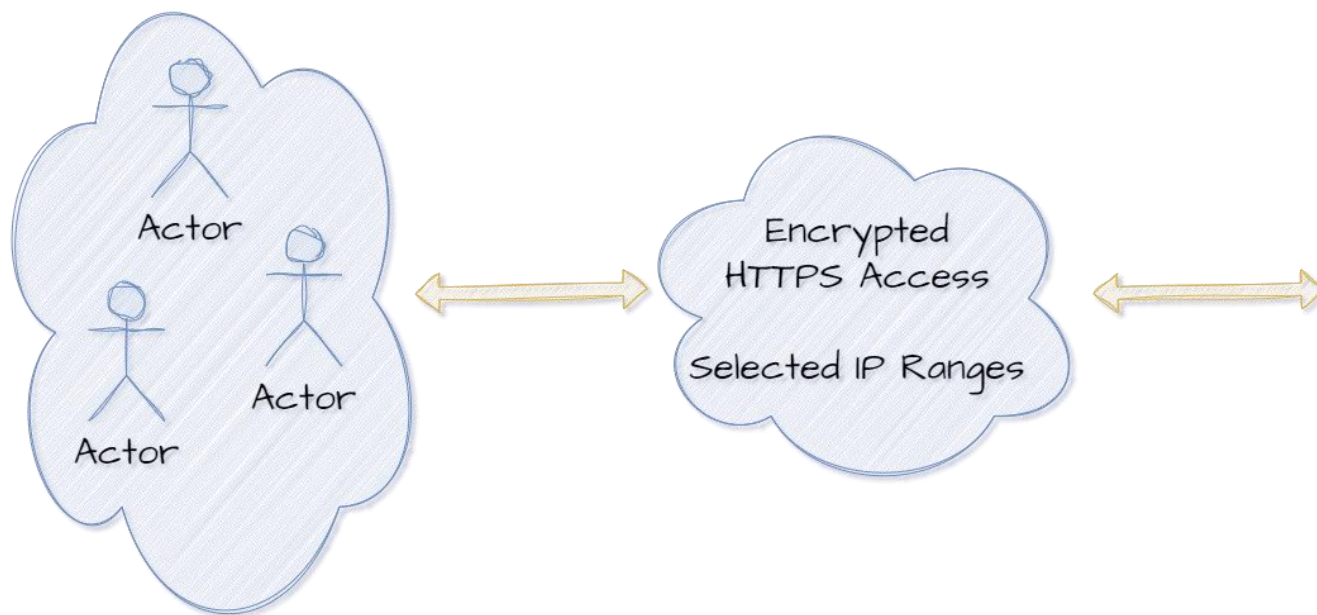 Actor
Actor
Actor
Encrypted
HTTPS Access
Selected IP Ranges